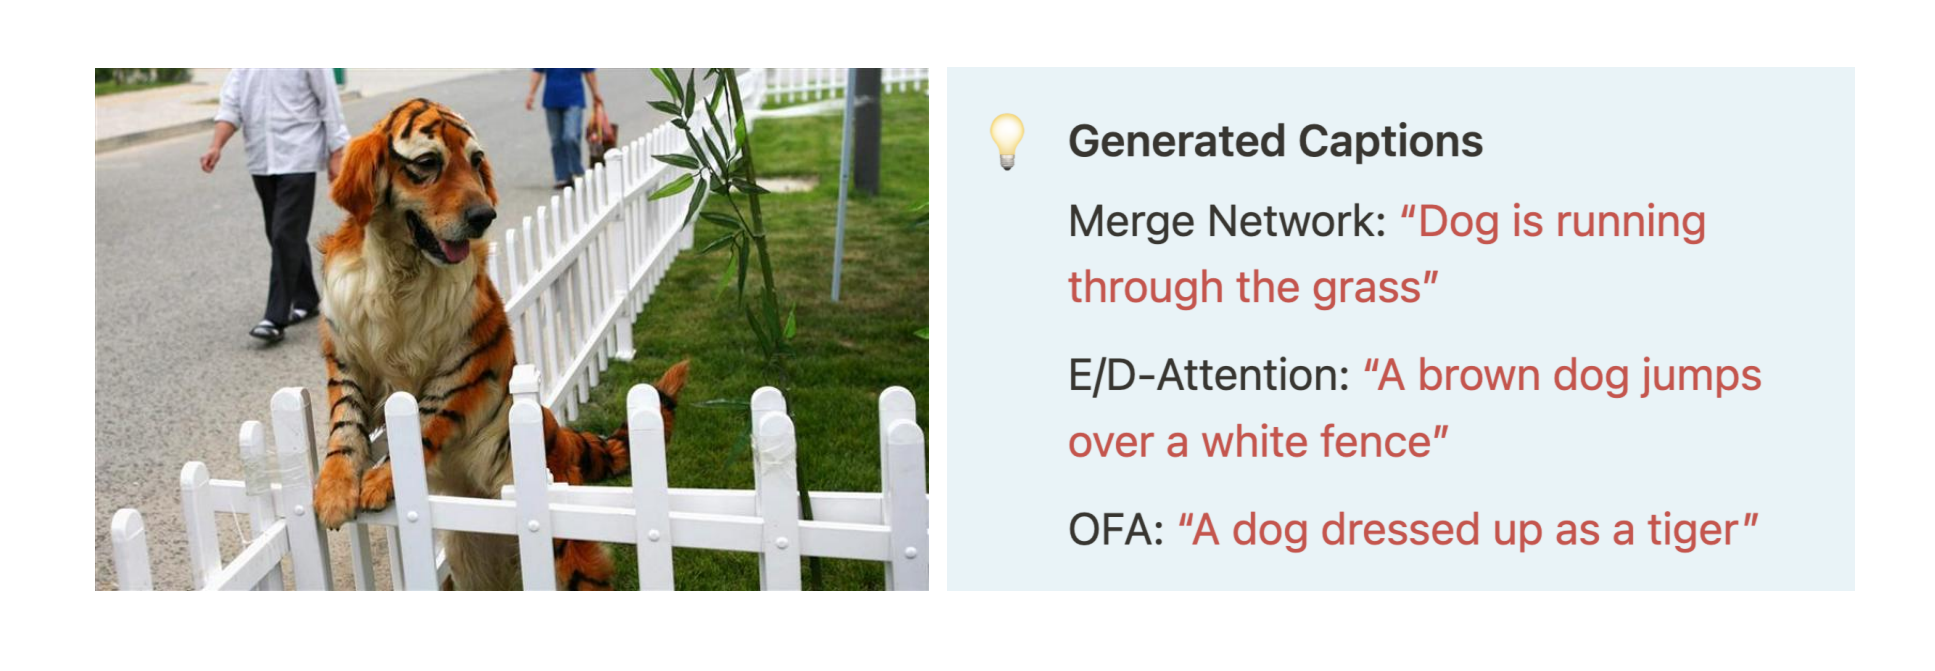 Generated Captions
Merge Network: “Dog is running
through the grass”
E/D-Attention: “A brown dog jumps
over a white fence”
OFA: “A dog dressed up as a tiger”